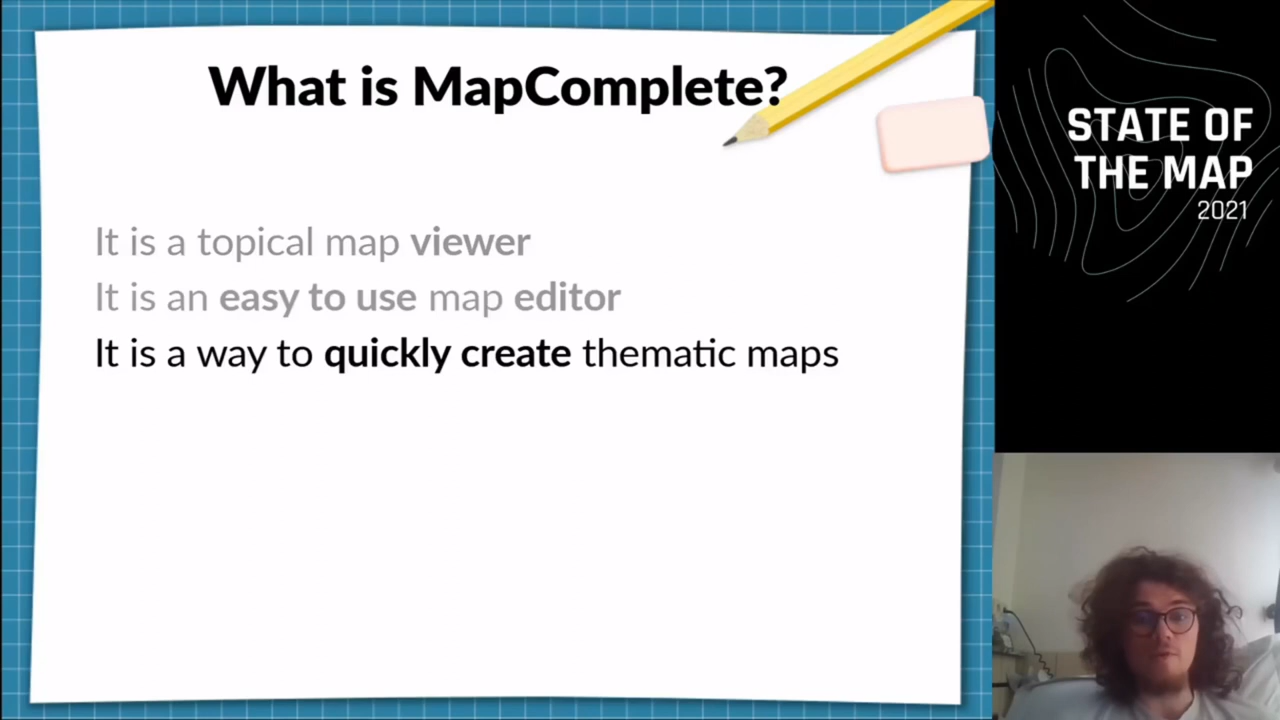 What is MapComplete?
It is a topical map viewer
It is an easy to use map editor
It is a way to quickly create thematic maps
STATE OF
THE MAP
2021